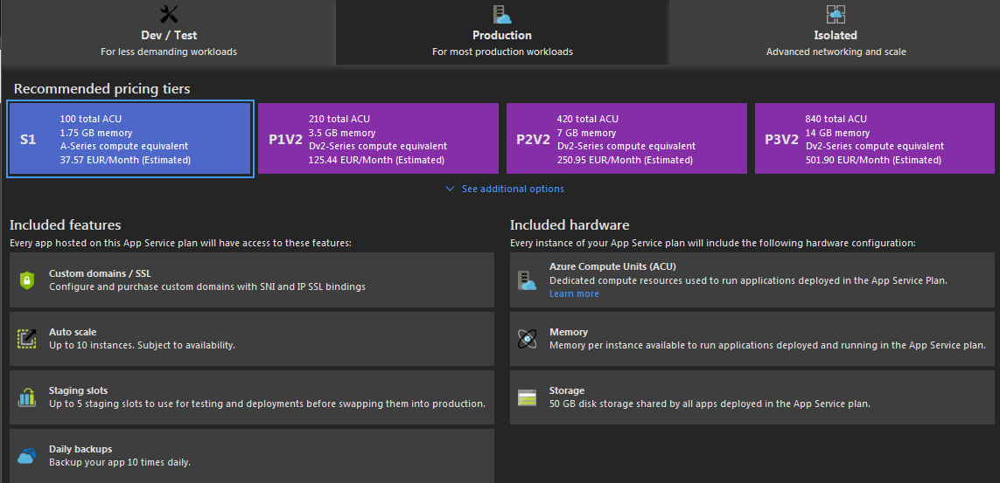 Dev / Test
For less demanding workloads
Production
For most production workloads
Isolated
Advanced networking and scale
Recommended pricing tiers
S1
100 total ACU
1.75 GB memory
A-Series compute equivalent
37.57 EUR/Month (Estimated)
P1V2
210 total ACU
3.5 GB memory
Dv2-Series compute equivalent
125.44 EUR/Month (Estimated)
P2V2
420 total ACU
7 GB memory
Dv2-Series compute equivalent
250.95 EUR/Month (Estimated)
P3V2
840 total ACU
14 GB memory
Dv2-Series compute equivalent
501.90 EUR/Month (Estimated)
See additional options
Included features
Every app hosted on this App Service plan will have access to these features:
Custom domains / SSL
Configure and purchase custom domains with SNI and IP SSL bindings
Auto scale
Up to 10 instances. Subject to availability.
Staging slots
Up to 5 staging slots to use for testing and deployments before swapping them into production.
Daily backups
Backup your app 10 times daily.
Included hardware
Every instance of your App Service plan will include the following hardware configuration:
Azure Compute Units (ACU)
Dedicated compute resources used to run applications deployed in the App Service Plan.
Learn more
Memory
Memory per instance available to run applications deployed and running in the App Service plan.
Storage
50 GB disk storage shared by all apps deployed in the App Service plan.